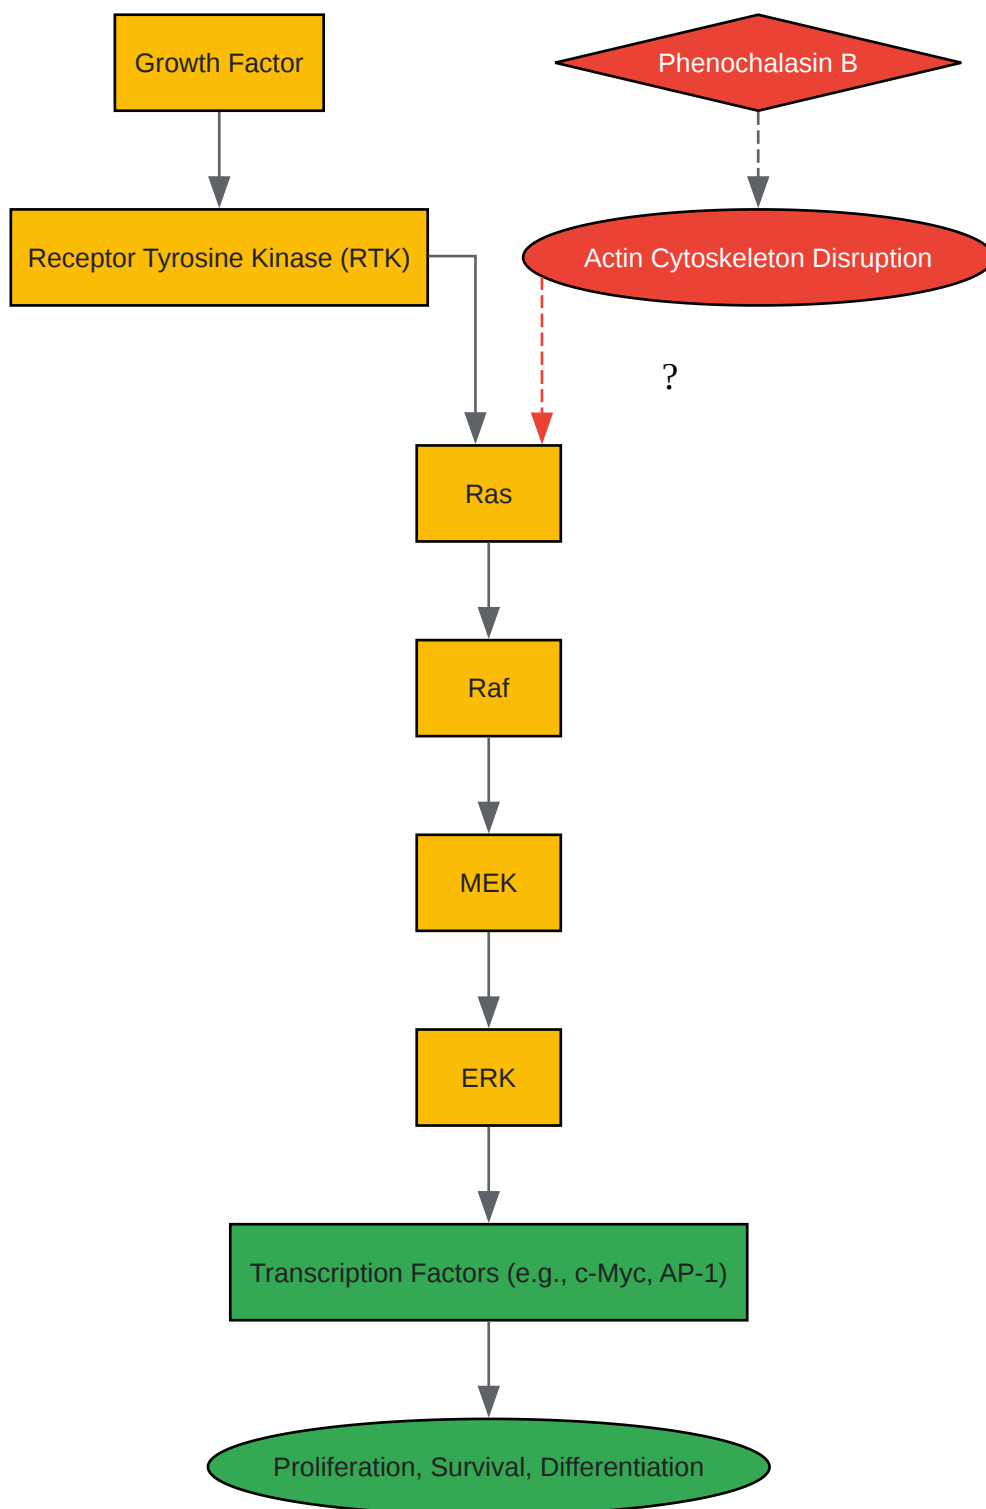 Growth Factor
Phenochalasin B
Receptor Tyrosine Kinase (RTK)
Actin Cytoskeleton Disruption
?
Ras
Raf
MEK
ERK
Transcription Factors (e.g., c-Myc, AP-1)
Proliferation, Survival, Differentiation